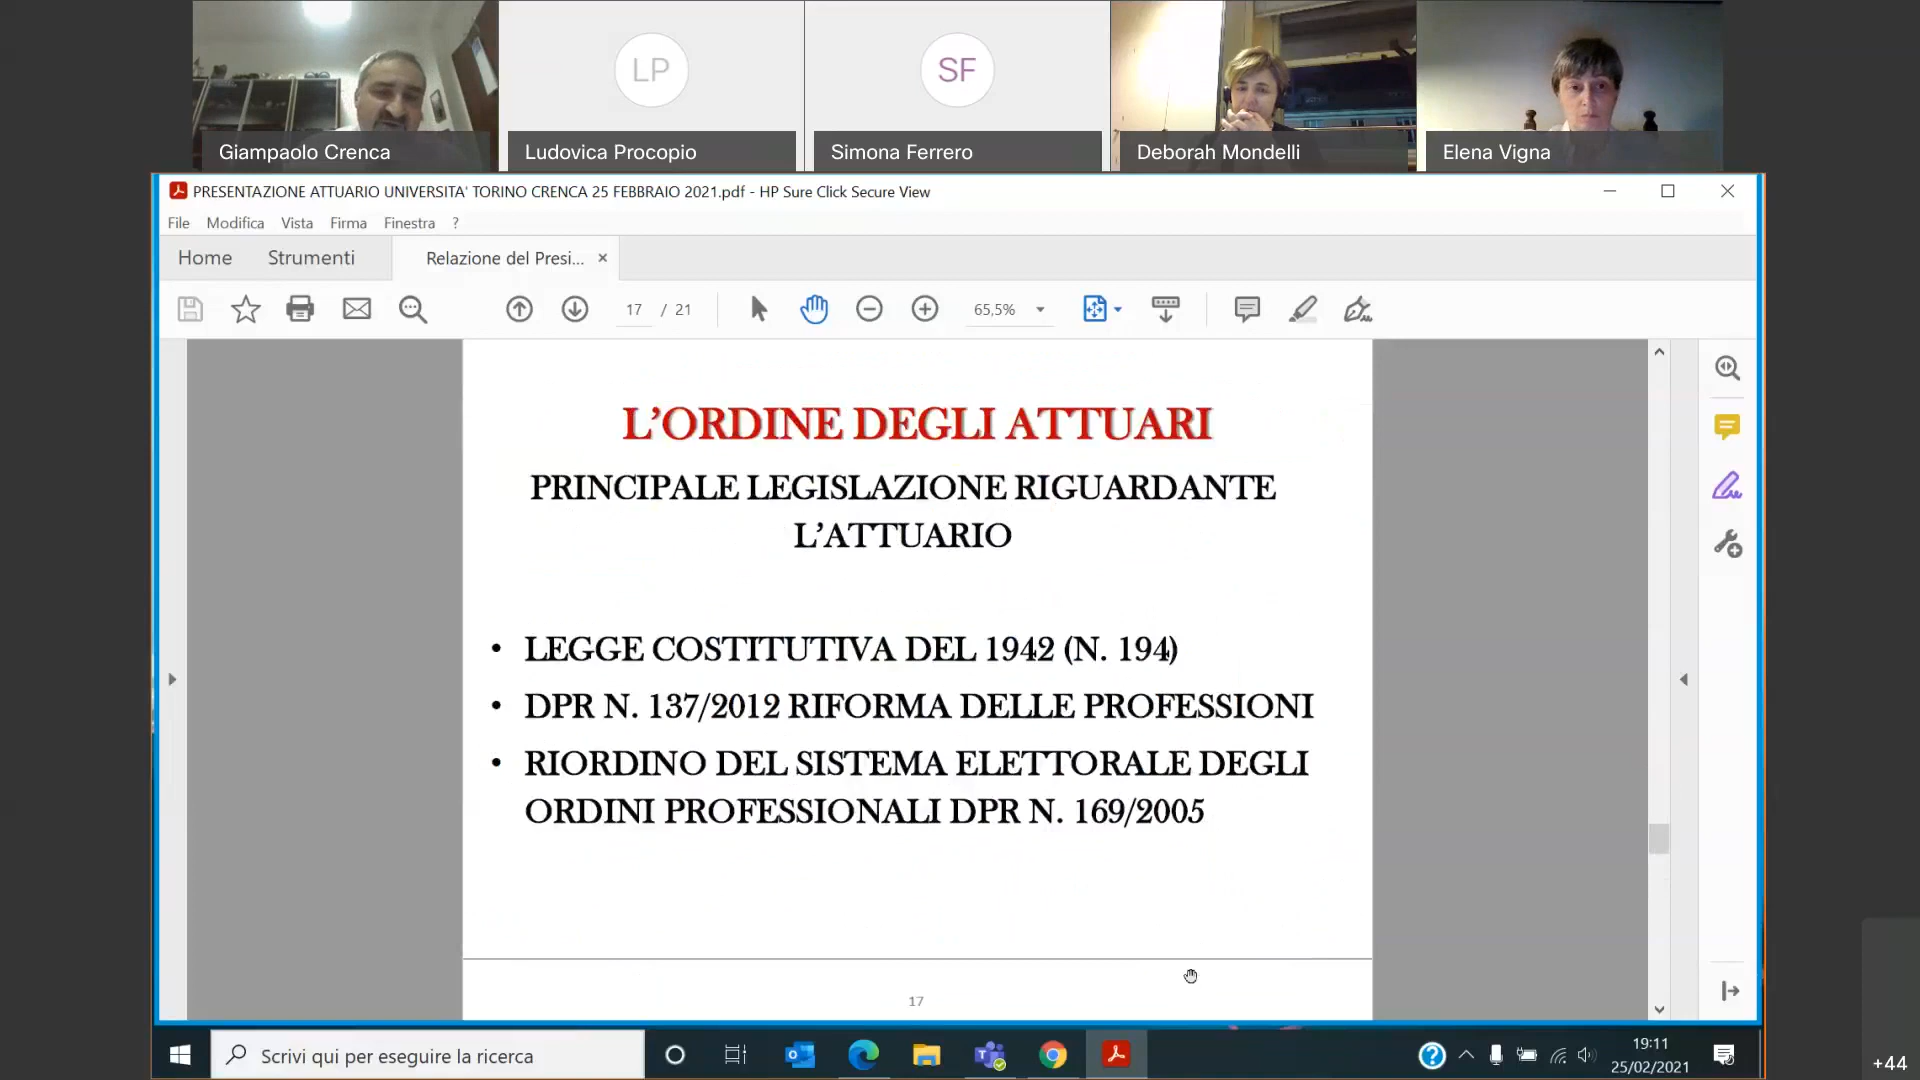 LP
SF
Giampaolo Crenca
Ludovica Procopio
Simona Ferrero
Deborah Mondelli
Elena Vigna
PRESENTAZIONE ATTUARIO UNIVERSITA' TORINO CRENCA 25 FEBBRAIO 2021.pdf - HP Sure Click Secure View
File Modifica Vista Firma Finestra ?
Home Strumenti Relazione del Presi... ×
17 / 21 65,5%
L’ORDINE DEGLI ATTUARI
PRINCIPALE LEGISLAZIONE RIGUARDANTE
L’ATTUARIO
• LEGGE COSTITUTIVA DEL 1942 (N. 194)
• DPR N. 137/2012 RIFORMA DELLE PROFESSIONI
• RIORDINO DEL SISTEMA ELETTORALE DEGLI
ORDINI PROFESSIONALI DPR N. 169/2005
17
Scrivi qui per eseguire la ricerca
19:11
25/02/2021
+44